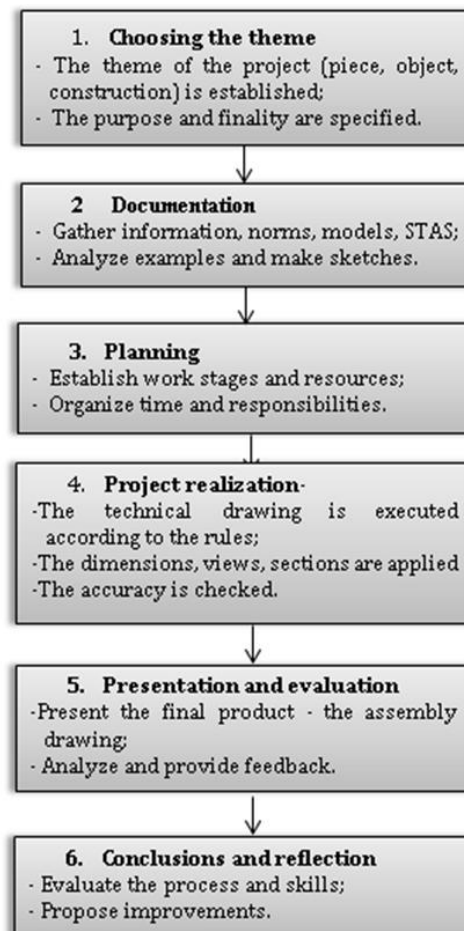 1. Choosing the theme
- The theme of the project (piece, object,
construction) is established;
- The purpose and finality are specified.
2 Documentation
- Gather information, norms, models, STAS;
- Analyze examples and make sketches.
3. Planning
- Establish work stages and resources;
- Organize time and responsibilities.
4. Project realization-
-The technical drawing is executed
according to the rules;
-The dimensions, views, sections are applied
-The accuracy is checked.
5. Presentation and evaluation
-Present the final product - the assembly
drawing;
- Analyze and provide feedback.
6. Conclusions and reflection
- Evaluate the process and skills;
- Propose improvements.